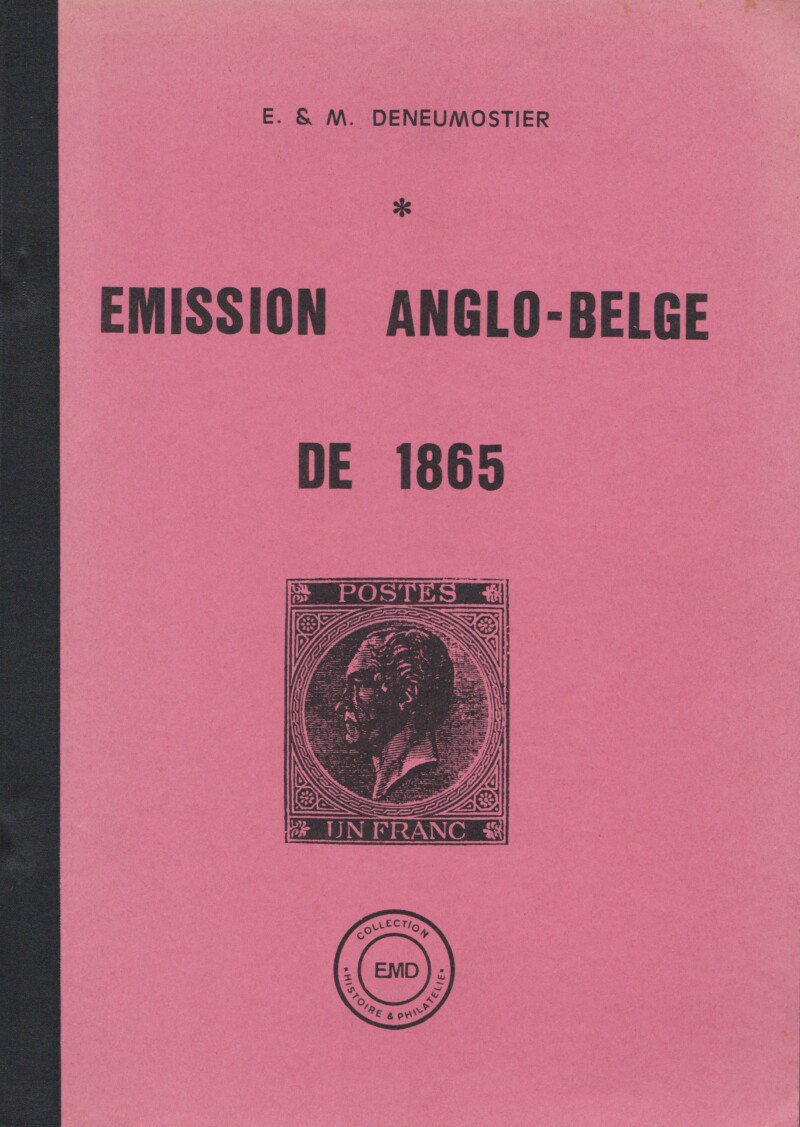 E. & M. DENEUMOSTIER
*
EMISSION ANGLO-BELGE
DE 1865
POSTES
UN FRANC
COLLECTION
EMD
"HISTOIRE & PHILATELIE"